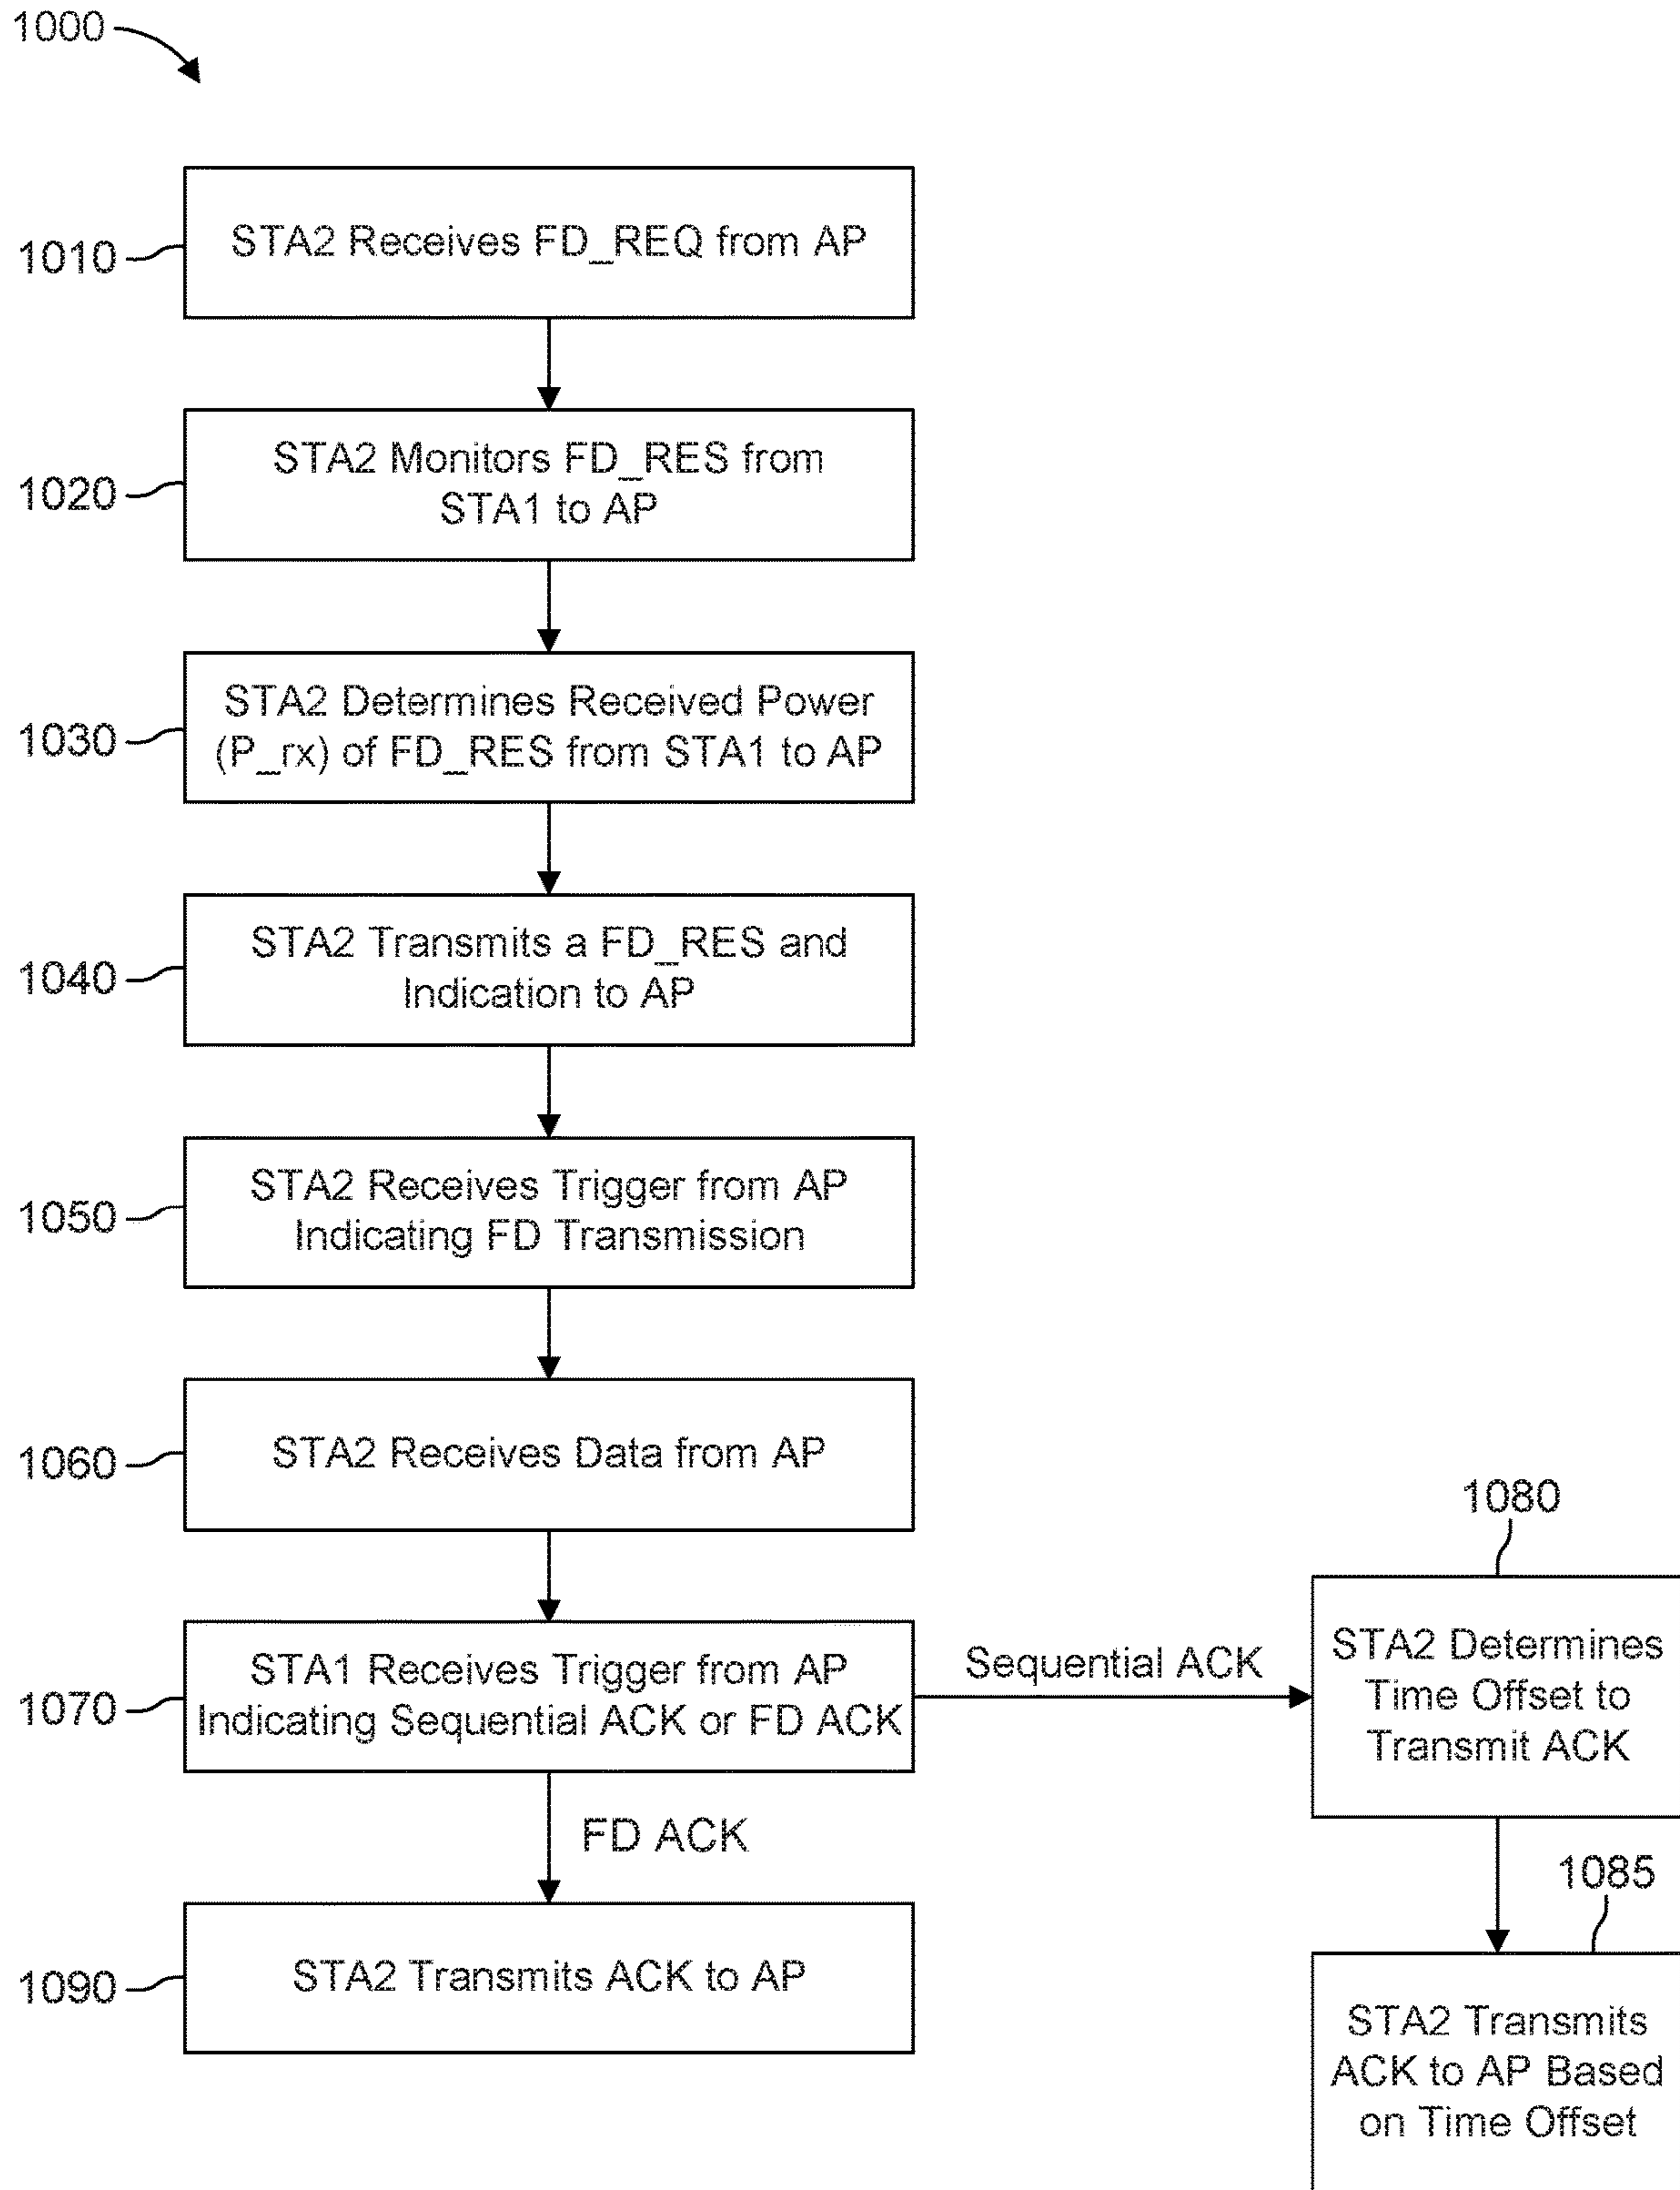 1000
1010
STA2 Receives FD_REQ from AP
1020
STA2 Monitors FD_RES from
STA1 to AP
1030
STA2 Determines Received Power
(P_rx) of FD_RES from STA1 to AP
1040
STA2 Transmits a FD_RES and
Indication to AP
1050
STA2 Receives Trigger from AP
Indicating FD Transmission
1060
STA2 Receives Data from AP
1070
STA1 Receives Trigger from AP
Indicating Sequential ACK or FD ACK
Sequential ACK
1080
STA2 Determines
Time Offset to
Transmit ACK
FD ACK
1085
STA2 Transmits
ACK to AP Based
on Time Offset
1090
STA2 Transmits ACK to AP